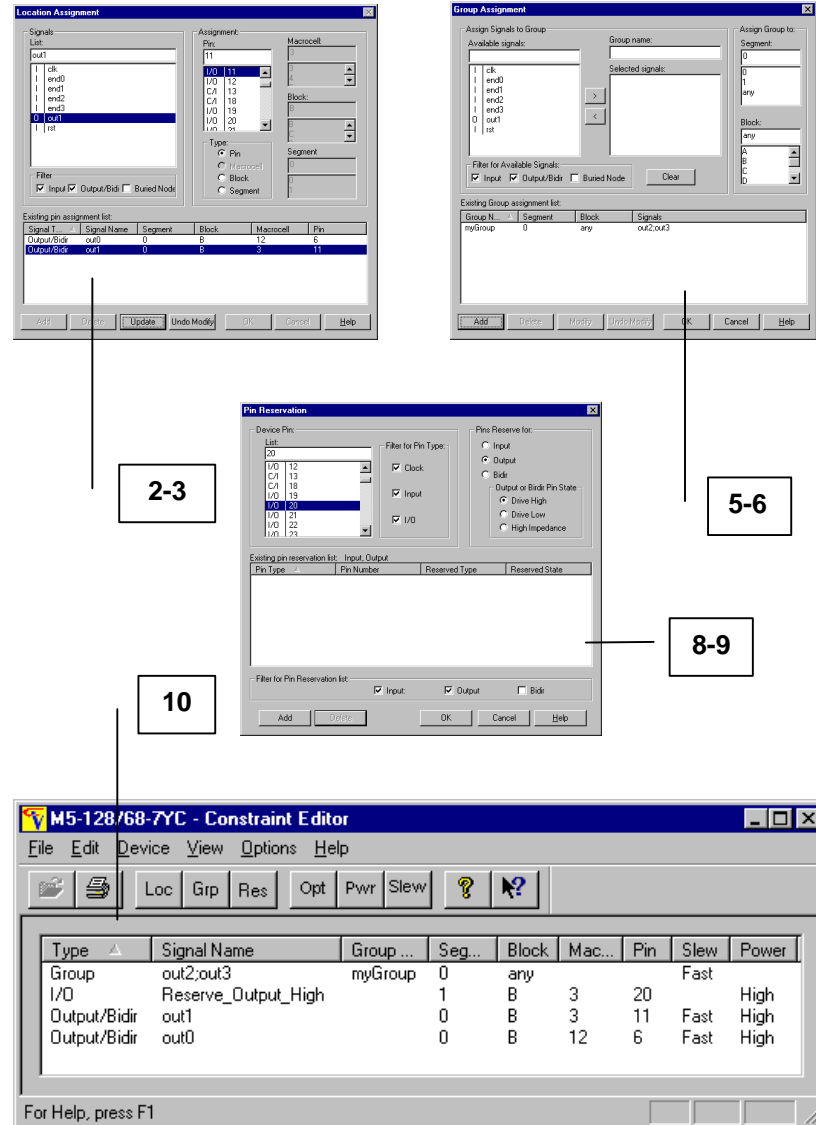 Location Assignment
Signals
List:
out1
I clk
I end0
I end1
I end2
I end3
O out1
I rst
Filter
Input Output/Bidi Buried Node
Assignment:
Pin:
11
I/O 11
I/O 12
C/I 13
C/I 18
I/O 19
I/O 20
I/O 21
Type:
Pin
Macrocell
Block
Segment
Macrocell:
3
3
4
Block:
B
B
C
Segment
0
0
1
Existing pin assignment list:
Signal T... Signal Name Segment Block Macrocell Pin
Output/Bidir out0 0 B 12 6
Output/Bidir out1 0 B 3 11
Add Delete Update Undo Modify OK Cancel Help
Group Assignment
Assign Signals to Group
Available signals:
I clk
I end0
I end1
I end2
I end3
O out1
I rst
>
<
Group name:
Selected signals:
Filter for Available Signals:
Input Output/Bidir Buried Node
Clear
Assign Group to:
Segment:
0
0
1
any
Block:
any
A
B
C
D
Existing Group assignment list:
Group N... Segment Block Signals
myGroup 0 any out2;out3
Add Delete Modify Undo Modify OK Cancel Help
2-3
5-6
Pin Reservation
Device Pin:
List:
20
I/O 12
C/I 13
C/I 18
I/O 19
I/O 20
I/O 21
I/O 22
I/O 23
Filter for Pin Type:
Clock
Input
I/O
Pins Reserve for:
Input
Output
Bidir
Output or Birdir Pin State
Drive High
Drive Low
High Impedance
Existing pin reservation list: Input, Output
Pin Type Pin Number Reserved Type Reserved State
Filter for Pin Reservation list:
Input: Output Bidir
Add Delete OK Cancel Help
8-9
10
M5-128/68-7YC - Constraint Editor
File Edit Device View Options Help
Loc Grp Res Opt Pwr Slew
Type Signal Name Group ... Seg... Block Mac... Pin Slew Power
Group out2;out3 myGroup 0 any Fast
I/O Reserve_Output_High 1 B 3 20 High
Output/Bidir out1 0 B 3 11 Fast High
Output/Bidir out0 0 B 12 6 Fast High
For Help, press F1